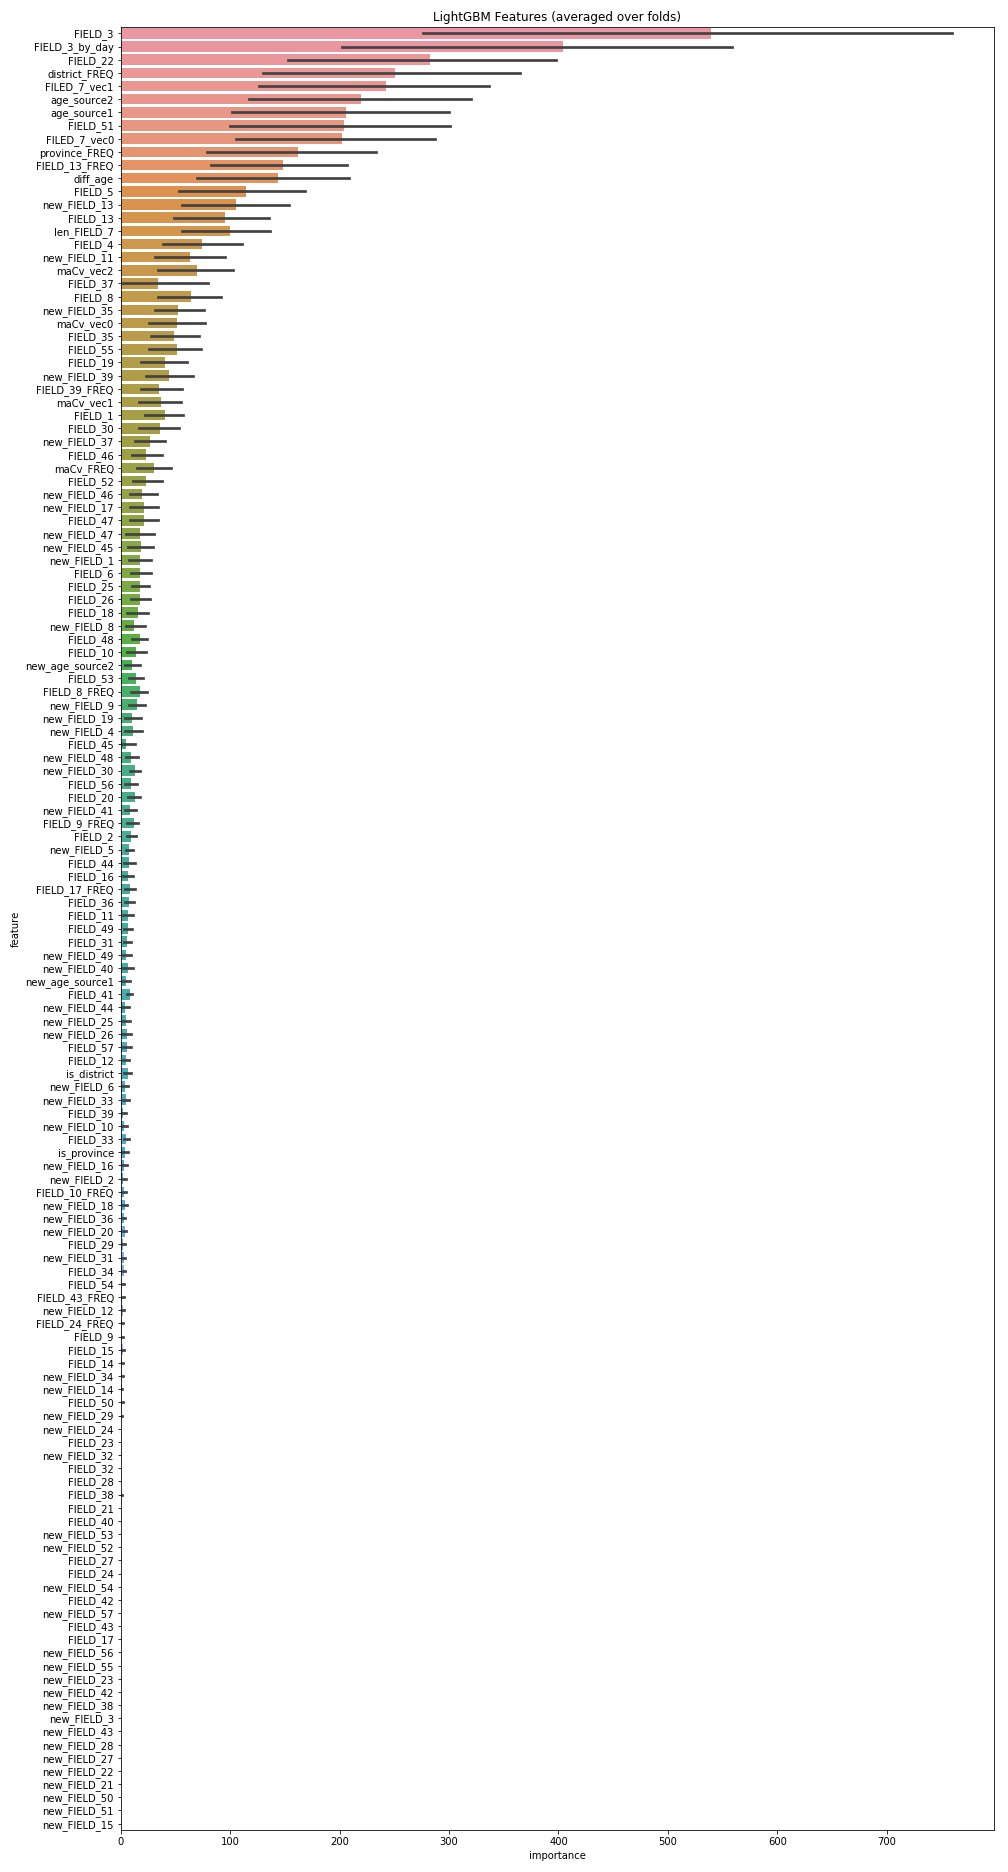 LightGBM Features (averaged over folds)
FIELD_3
FIELD_3_by_day
FIELD_22
district_FREQ
FILED_7_vec1
age_source2
age_source1
FIELD_51
FILED_7_vec0
province_FREQ
FIELD_13_FREQ
diff_age
FIELD_5
new_FIELD_13
FIELD_13
len_FIELD_7
FIELD_4
new_FIELD_11
maCv_vec2
FIELD_37
FIELD_8
new_FIELD_35
maCv_vec0
FIELD_35
FIELD_55
FIELD_19
new_FIELD_39
FIELD_39_FREQ
maCv_vec1
FIELD_1
FIELD_30
new_FIELD_37
FIELD_46
maCv_FREQ
FIELD_52
new_FIELD_46
new_FIELD_17
FIELD_47
new_FIELD_47
new_FIELD_45
new_FIELD_1
FIELD_6
FIELD_25
FIELD_26
FIELD_18
new_FIELD_8
FIELD_48
FIELD_10
new_age_source2
FIELD_53
FIELD_8_FREQ
new_FIELD_9
new_FIELD_19
new_FIELD_4
FIELD_45
new_FIELD_48
new_FIELD_30
FIELD_56
FIELD_20
new_FIELD_41
FIELD_9_FREQ
FIELD_2
new_FIELD_5
FIELD_44
FIELD_16
FIELD_17_FREQ
FIELD_36
FIELD_11
FIELD_49
FIELD_31
new_FIELD_49
new_FIELD_40
new_age_source1
FIELD_41
new_FIELD_44
new_FIELD_25
new_FIELD_26
FIELD_57
FIELD_12
is_district
new_FIELD_6
new_FIELD_33
FIELD_39
new_FIELD_10
FIELD_33
is_province
new_FIELD_16
new_FIELD_2
FIELD_10_FREQ
new_FIELD_18
new_FIELD_36
new_FIELD_20
FIELD_29
new_FIELD_31
FIELD_34
FIELD_54
FIELD_43_FREQ
new_FIELD_12
FIELD_24_FREQ
FIELD_9
FIELD_15
FIELD_14
new_FIELD_34
new_FIELD_14
FIELD_50
new_FIELD_29
new_FIELD_24
FIELD_23
new_FIELD_32
FIELD_32
FIELD_28
FIELD_38
FIELD_21
FIELD_40
new_FIELD_53
new_FIELD_52
FIELD_27
FIELD_24
new_FIELD_54
FIELD_42
new_FIELD_57
FIELD_43
FIELD_17
new_FIELD_56
new_FIELD_55
new_FIELD_23
new_FIELD_42
new_FIELD_38
new_FIELD_3
new_FIELD_43
new_FIELD_28
new_FIELD_27
new_FIELD_22
new_FIELD_21
new_FIELD_50
new_FIELD_51
new_FIELD_15
feature
0 100 200 300 400 500 600 700
importance